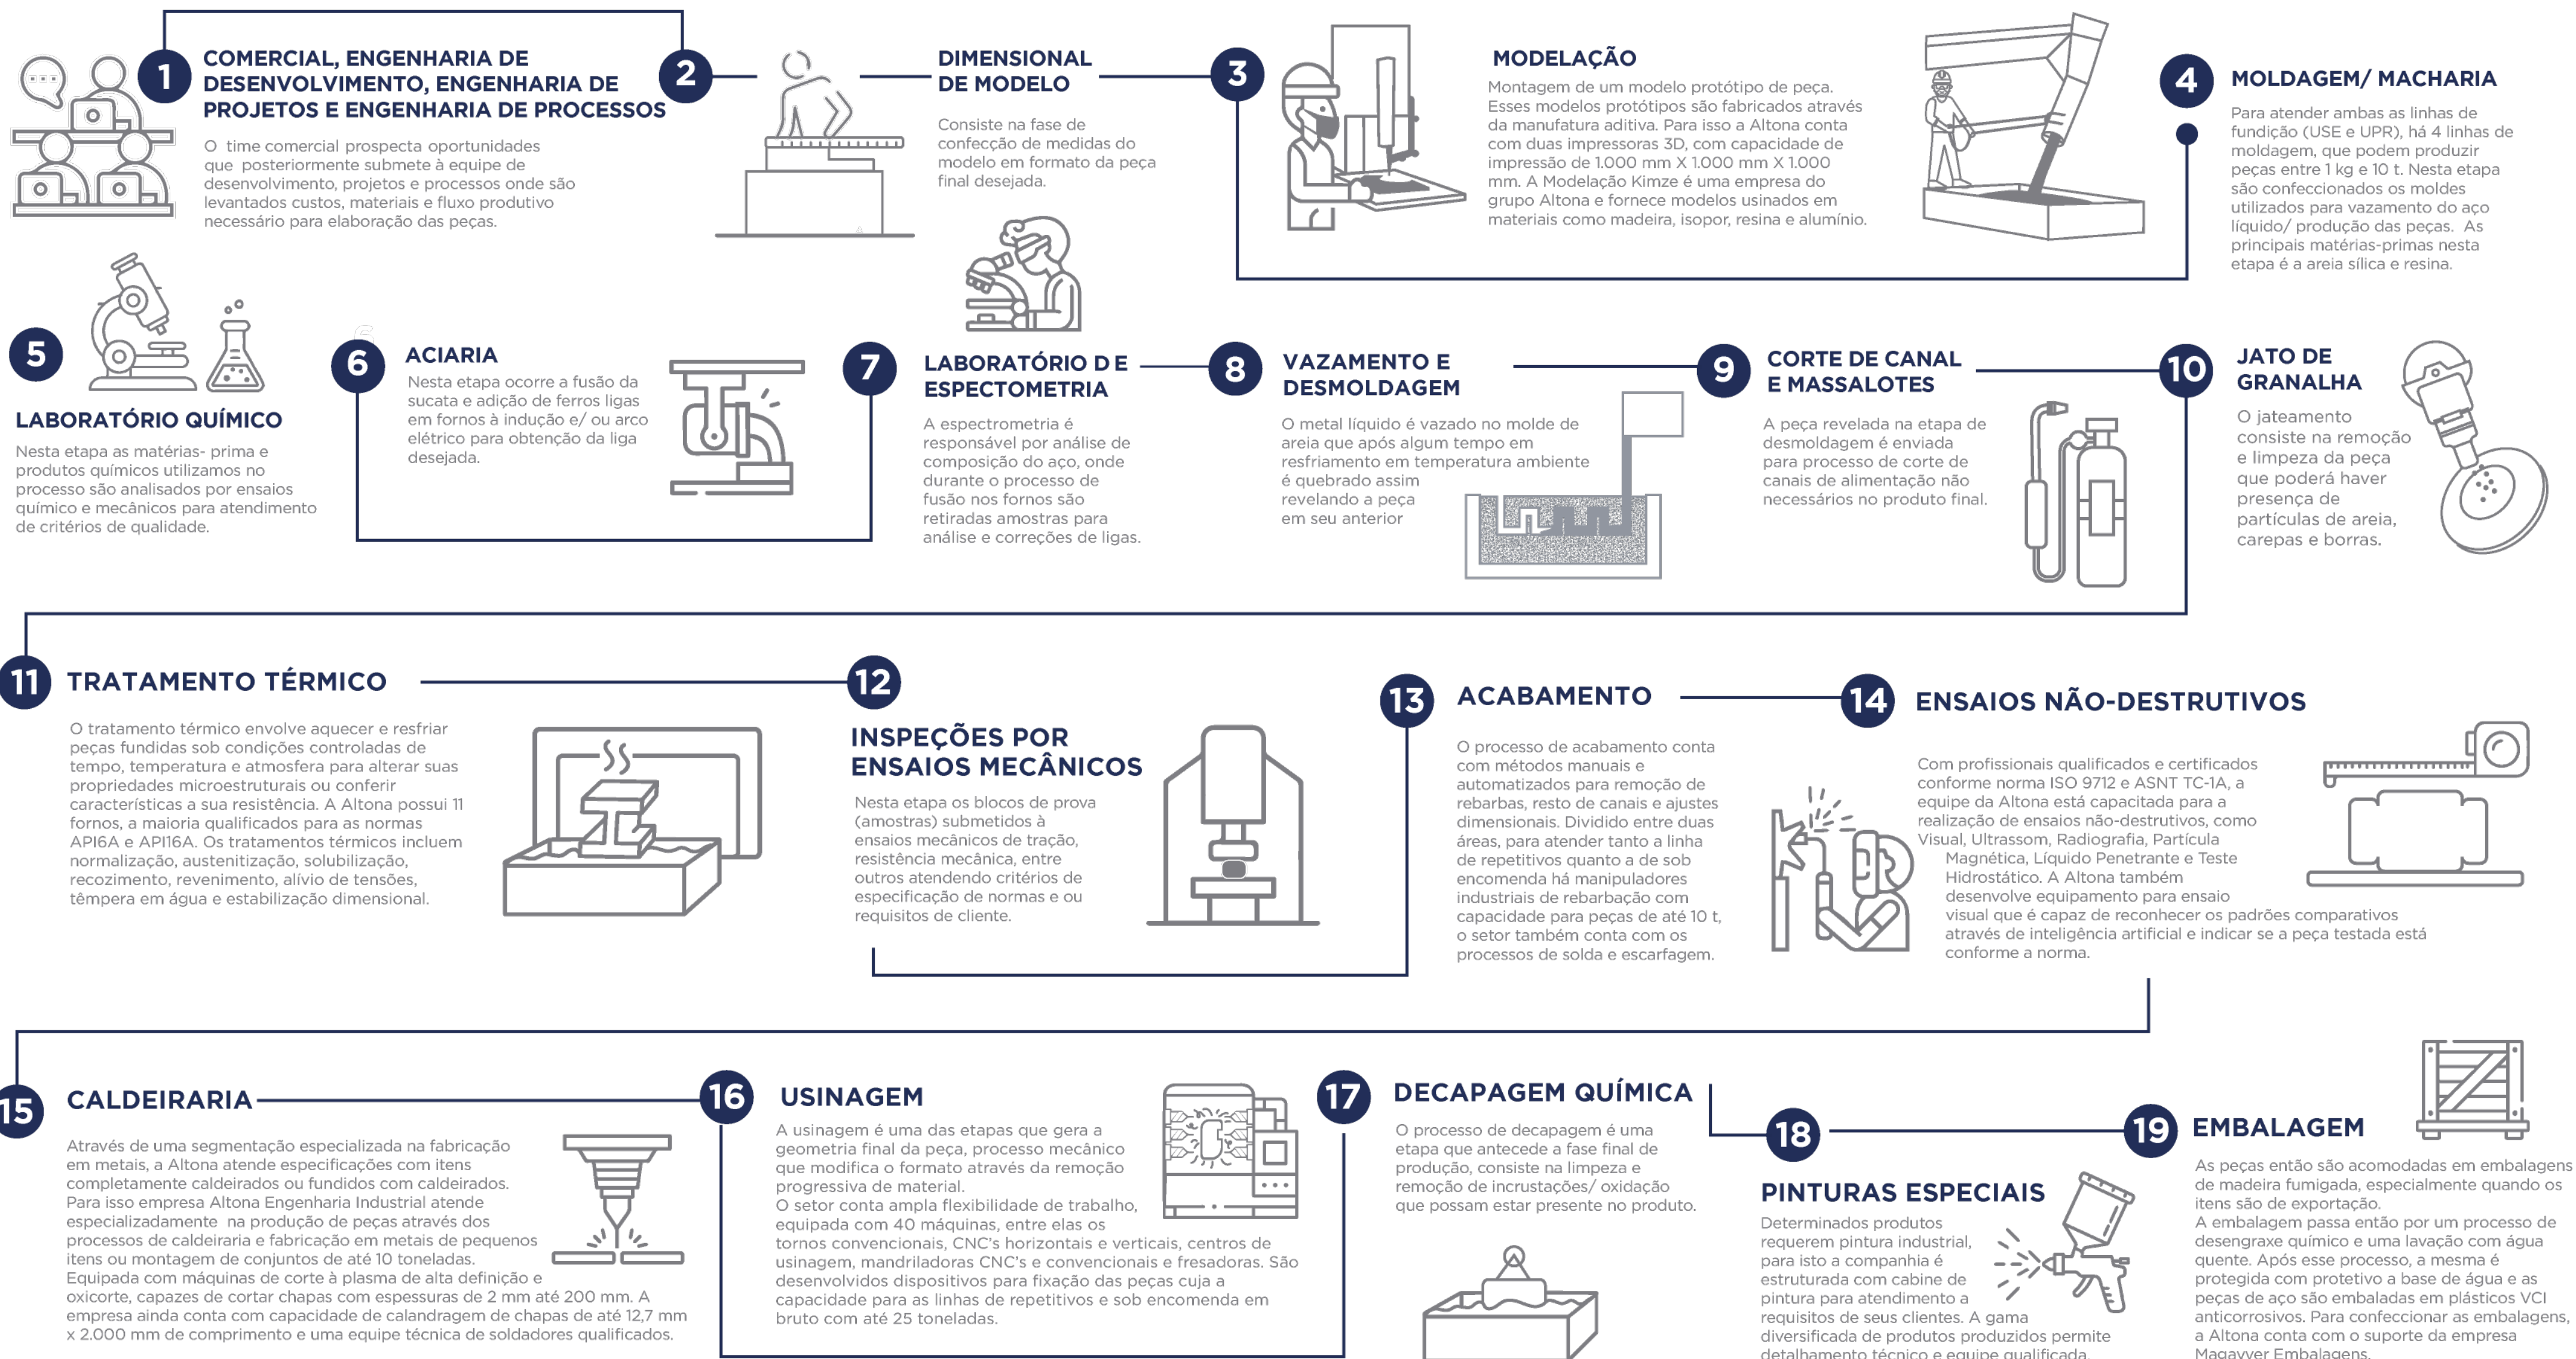 1
COMERCIAL, ENGENHARIA DE
DESENVOLVIMENTO, ENGENHARIA DE
PROJETOS E ENGENHARIA DE PROCESSOS
O time comercial prospecta oportunidades
que posteriormente submete à equipe de
desenvolvimento, projetos e processos onde são
levantados custos, materiais e fluxo produtivo
necessário para elaboração das peças.
2
DIMENSIONAL
DE MODELO
Consiste na fase de
confecção de medidas do
modelo em formato da peça
final desejada.
3
MODELAÇÃO
Montagem de um modelo protótipo de peça.
Esses modelos protótipos são fabricados através
da manufatura aditiva. Para isso a Altona conta
com duas impressoras 3D, com capacidade de
impressão de 1.000 mm X 1.000 mm X 1.000
mm. A Modelação Kimze é uma empresa do
grupo Altona e fornece modelos usinados em
materiais como madeira, isopor, resina e alumínio.
4
MOLDAGEM/ MACHARIA
Para atender ambas as linhas de
fundição (USE e UPR), há 4 linhas de
moldagem, que podem produzir
peças entre 1 kg e 10 t. Nesta etapa
são confeccionados os moldes
utilizados para vazamento do aço
líquido/ produção das peças. As
principais matérias-primas nesta
etapa é a areia sílica e resina.
5
LABORATÓRIO QUÍMICO
Nesta etapa as matérias- prima e
produtos químicos utilizamos no
processo são analisados por ensaios
químico e mecânicos para atendimento
de critérios de qualidade.
6
6
ACIARIA
Nesta etapa ocorre a fusão da
sucata e adição de ferros ligas
em fornos à indução e/ ou arco
elétrico para obtenção da liga
desejada.
7
LABORATÓRIO DE
ESPECTOMETRIA
A espectrometria é
responsável por análise de
composição do aço, onde
durante o processo de
fusão nos fornos são
retiradas amostras para
análise e correções de ligas.
8
VAZAMENTO E
DESMOLDAGEM
O metal líquido é vazado no molde de
areia que após algum tempo em
resfriamento em temperatura ambiente
é quebrado assim
revelando a peça
em seu anterior
9
CORTE DE CANAL
E MASSALOTES
A peça revelada na etapa de
desmoldagem é enviada
para processo de corte de
canais de alimentação não
necessários no produto final.
10
JATO DE
GRANALHA
O jateamento
consiste na remoção
e limpeza da peça
que poderá haver
presença de
partículas de areia,
carepas e borras.
11
TRATAMENTO TÉRMICO
O tratamento térmico envolve aquecer e resfriar
peças fundidas sob condições controladas de
tempo, temperatura e atmosfera para alterar suas
propriedades microestruturais ou conferir
características a sua resistência. A Altona possui 11
fornos, a maioria qualificados para as normas
API6A e API16A. Os tratamentos térmicos incluem
normalização, austenitização, solubilização,
recozimento, revenimento, alívio de tensões,
têmpera em água e estabilização dimensional.
12
INSPEÇÕES POR
ENSAIOS MECÂNICOS
Nesta etapa os blocos de prova
(amostras) submetidos à
ensaios mecânicos de tração,
resistência mecânica, entre
outros atendendo critérios de
especificação de normas e ou
requisitos de cliente.
13
ACABAMENTO
O processo de acabamento conta
com métodos manuais e
automatizados para remoção de
rebarbas, resto de canais e ajustes
dimensionais. Dividido entre duas
áreas, para atender tanto a linha
de repetitivos quanto a de sob
encomenda há manipuladores
industriais de rebarbação com
capacidade para peças de até 10 t,
o setor também conta com os
processos de solda e escarfagem.
14
ENSAIOS NÃO-DESTRUTIVOS
Com profissionais qualificados e certificados
conforme norma ISO 9712 e ASNT TC-1A, a
equipe da Altona está capacitada para a
realização de ensaios não-destrutivos, como
Visual, Ultrassom, Radiografia, Partícula
Magnética, Líquido Penetrante e Teste
Hidrostático. A Altona também
desenvolve equipamento para ensaio
visual que é capaz de reconhecer os padrões comparativos
através de inteligência artificial e indicar se a peça testada está
conforme a norma.
15
CALDEIRARIA
Através de uma segmentação especializada na fabricação
em metais, a Altona atende especificações com itens
completamente caldeirados ou fundidos com caldeirados.
Para isso empresa Altona Engenharia Industrial atende
especializadamente na produção de peças através dos
processos de caldeiraria e fabricação em metais de pequenos
itens ou montagem de conjuntos de até 10 toneladas.
Equipada com máquinas de corte à plasma de alta definição e
oxicorte, capazes de cortar chapas com espessuras de 2 mm até 200 mm. A
empresa ainda conta com capacidade de calandragem de chapas de até 12,7 mm
x 2.000 mm de comprimento e uma equipe técnica de soldadores qualificados.
16
USINAGEM
A usinagem é uma das etapas que gera a
geometria final da peça, processo mecânico
que modifica o formato através da remoção
progressiva de material.
O setor conta ampla flexibilidade de trabalho,
equipada com 40 máquinas, entre elas os
tornos convencionais, CNC's horizontais e verticais, centros de
usinagem, mandriladoras CNC's e convencionais e fresadoras. São
desenvolvidos dispositivos para fixação das peças cuja a
capacidade para as linhas de repetitivos e sob encomenda em
bruto com até 25 toneladas.
17
DECAPAGEM QUÍMICA
O processo de decapagem é uma
etapa que antecede a fase final de
produção, consiste na limpeza e
remoção de incrustações/ oxidação
que possam estar presente no produto.
18
PINTURAS ESPECIAIS
Determinados produtos
requerem pintura industrial,
para isto a companhia é
estruturada com cabine de
pintura para atendimento a
requisitos de seus clientes. A gama
diversificada de produtos produzidos permite
detalhamento técnico e equipe qualificada.
19
EMBALAGEM
As peças então são acomodadas em embalagens
de madeira fumigada, especialmente quando os
itens são de exportação.
A embalagem passa então por um processo de
desengraxe químico e uma lavação com água
quente. Após esse processo, a mesma é
protegida com protetivo a base de água e as
peças de aço são embaladas em plásticos VCI
anticorrosivos. Para confeccionar as embalagens,
a Altona conta com o suporte da empresa
Magayver Embalagens.